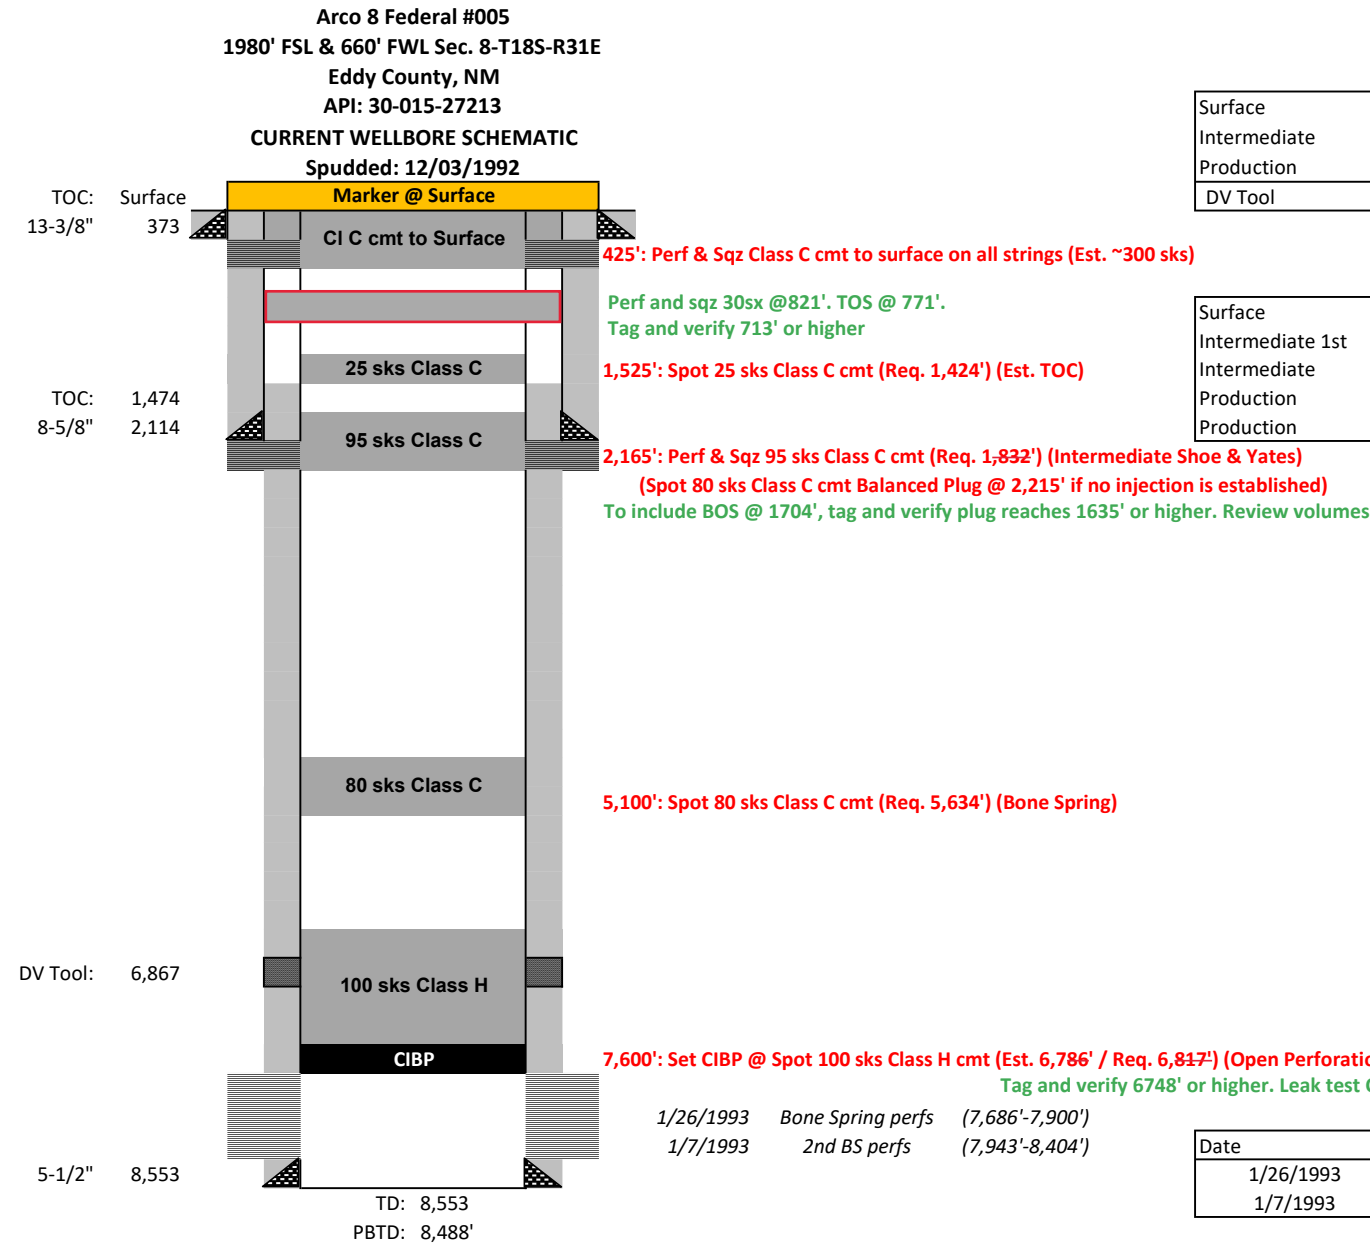 Arco 8 Federal #005
1980' FSL & 660' FWL Sec. 8-T18S-R31E
Eddy County, NM
API: 30-015-27213
CURRENT WELLBORE SCHEMATIC
Spudded: 12/03/1992
Surface
Intermediate
Production
DV Tool
TOC: Surface
Marker @ Surface
13-3/8" 373
Cl C cmt to Surface
425': Perf & Sqz Class C cmt to surface on all strings (Est. ~300 sks)
Perf and sqz 30sx @821'. TOS @ 771'.
Tag and verify 713' or higher
Surface
Intermediate 1st
Intermediate
Production
Production
25 sks Class C
1,525': Spot 25 sks Class C cmt (Req. 1,424') (Est. TOC)
TOC: 1,474
8-5/8" 2,114
95 sks Class C
2,165': Perf & Sqz 95 sks Class C cmt (Req. 1,832') (Intermediate Shoe & Yates)
(Spot 80 sks Class C cmt Balanced Plug @ 2,215' if no injection is established)
To include BOS @ 1704', tag and verify plug reaches 1635' or higher. Review volumes
80 sks Class C
5,100': Spot 80 sks Class C cmt (Req. 5,634') (Bone Spring)
DV Tool: 6,867
100 sks Class H
CIBP
7,600': Set CIBP @ Spot 100 sks Class H cmt (Est. 6,786' / Req. 6,817') (Open Perforatio
Tag and verify 6748' or higher. Leak test
1/26/1993 Bone Spring perfs (7,686'-7,900')
1/7/1993 2nd BS perfs (7,943'-8,404')
Date
1/26/1993
1/7/1993
5-1/2" 8,553
TD: 8,553
PBTD: 8,488'